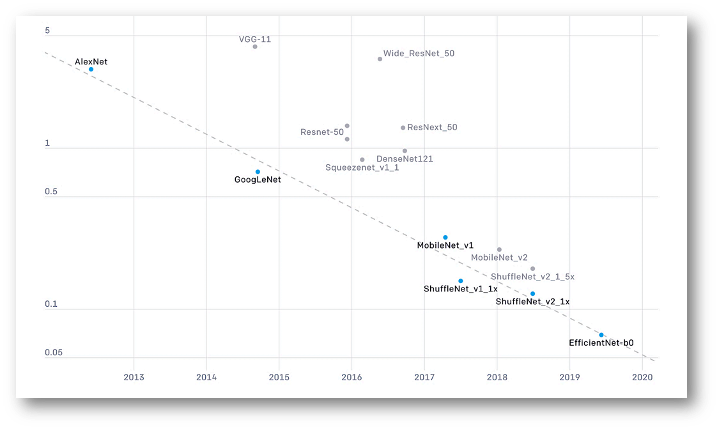 5
VGG-11
Wide_ResNet_50
AlexNet
Resnet-50
ResNext_50
1
DenseNet121
Squeezenet_v1_1
GoogLeNet
0.5
MobileNet_v1
MobileNet_v2
ShuffleNet_v2_1_5x
ShuffleNet_v1_1x
ShuffleNet_v2_1x
0.1
EfficientNet-b0
0.05
2013 2014 2015 2016 2017 2018 2019 2020